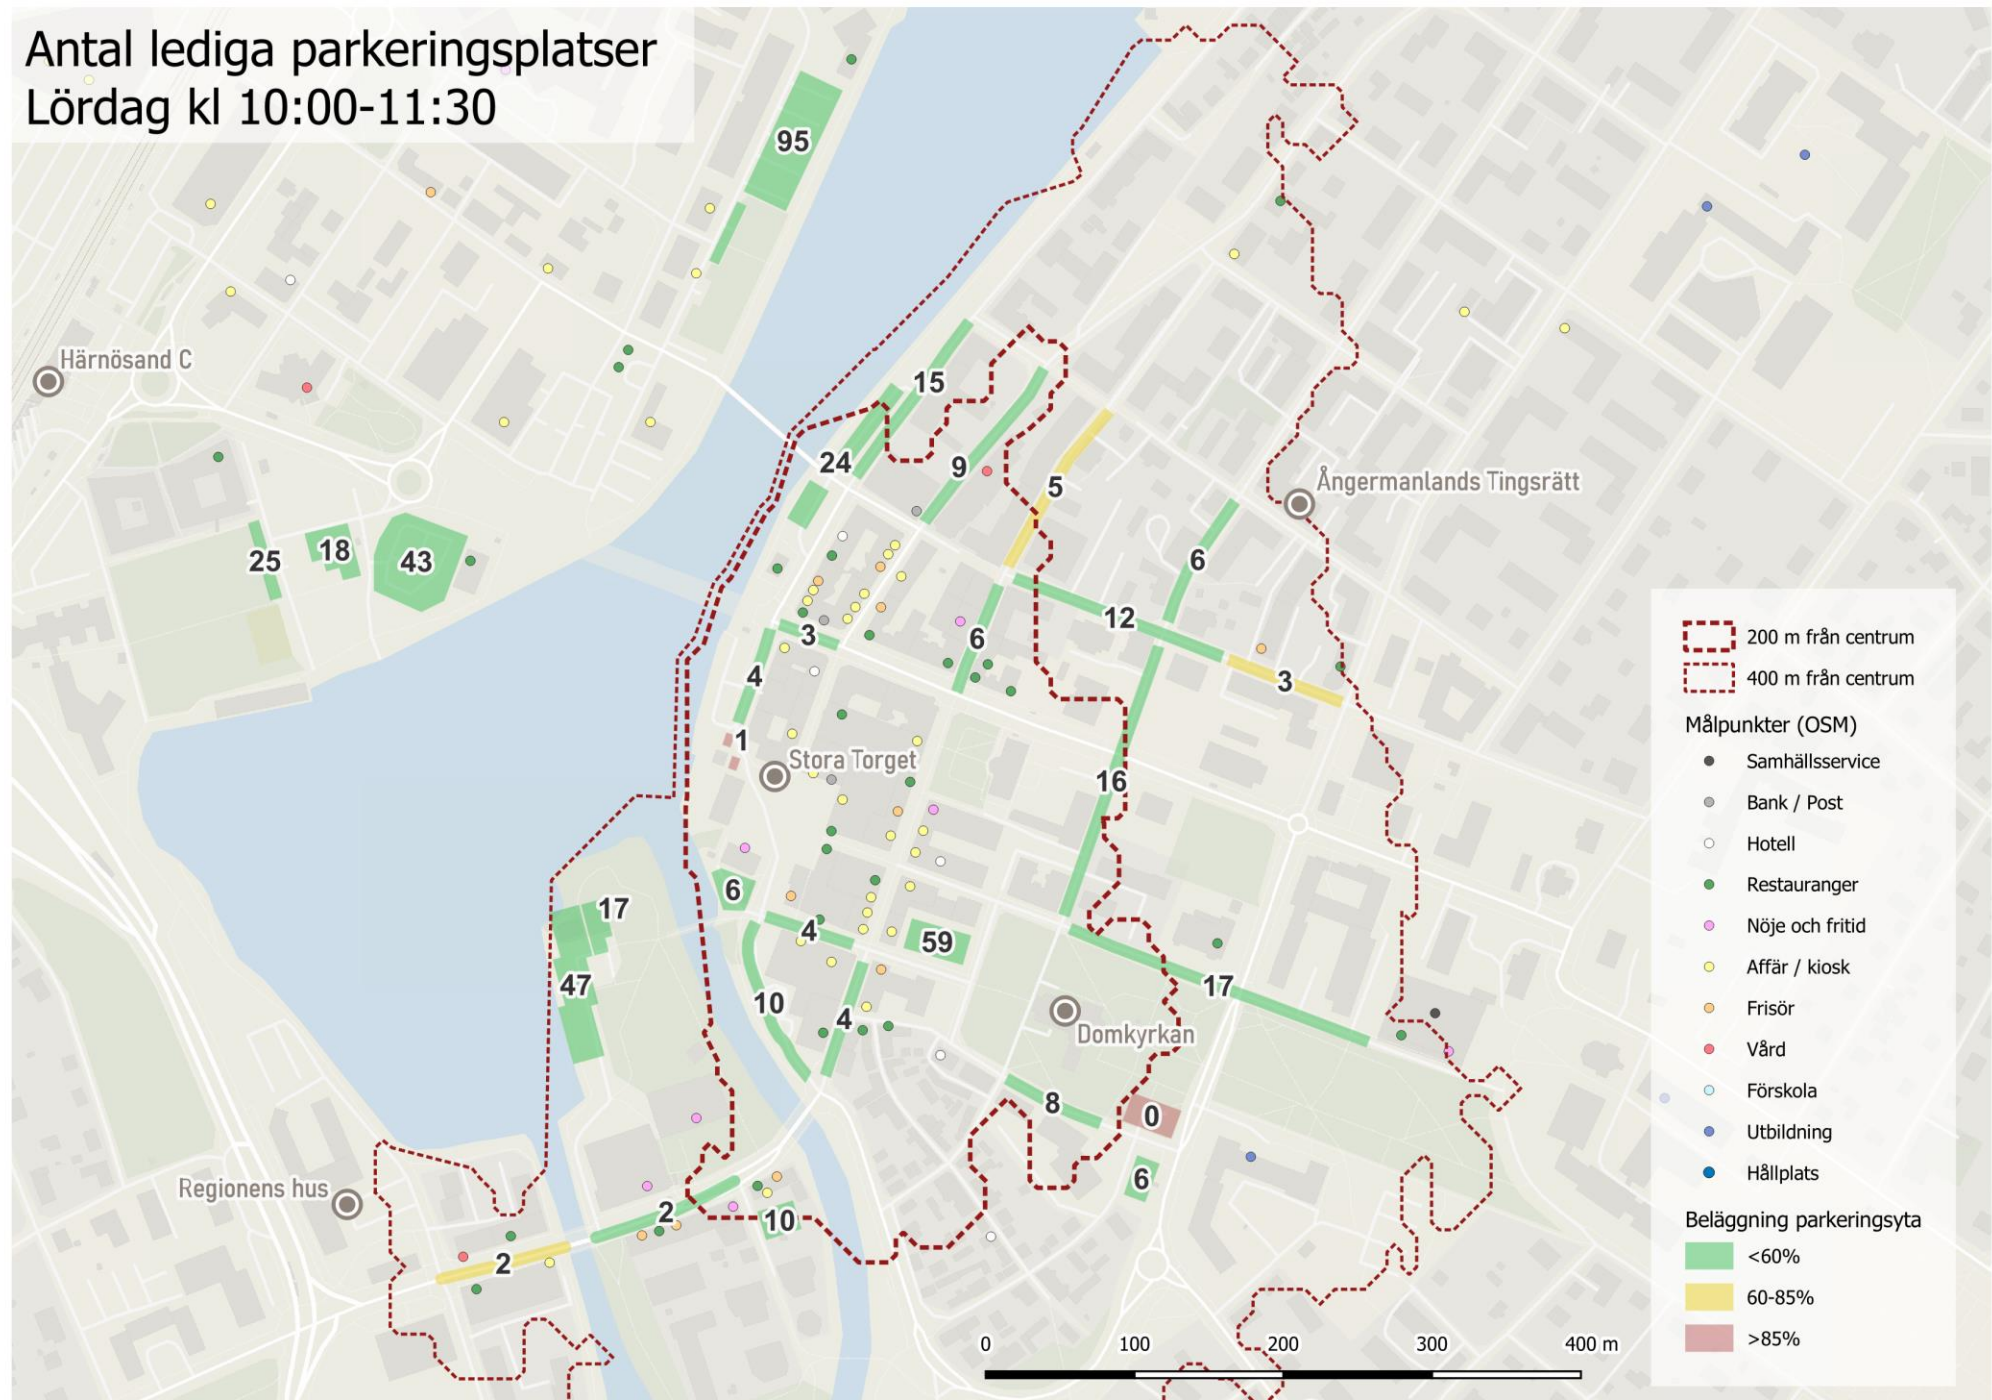 Antal lediga parkeringsplatser
Lördag kl 10:00-11:30
95
Härnösand C
15
24
9
5
Ångermanlands Tingsrätt
25
18
43
6
12
3
6
4
3
1
Stora Torget
16
6
17
4
59
47
10
4
17
Domkyrkan
8
0
6
Regionens hus
2
10
2
200 m från centrum
400 m från centrum
Målpunkter (OSM)
Samhällsservice
Bank / Post
Hotell
Restauranger
Nöje och fritid
Affär / kiosk
Frisör
Vård
Förskola
Utbildning
Hållplats
Beläggning parkeringsyta
<60%
60-85%
>85%
0 100 200 300 400 m